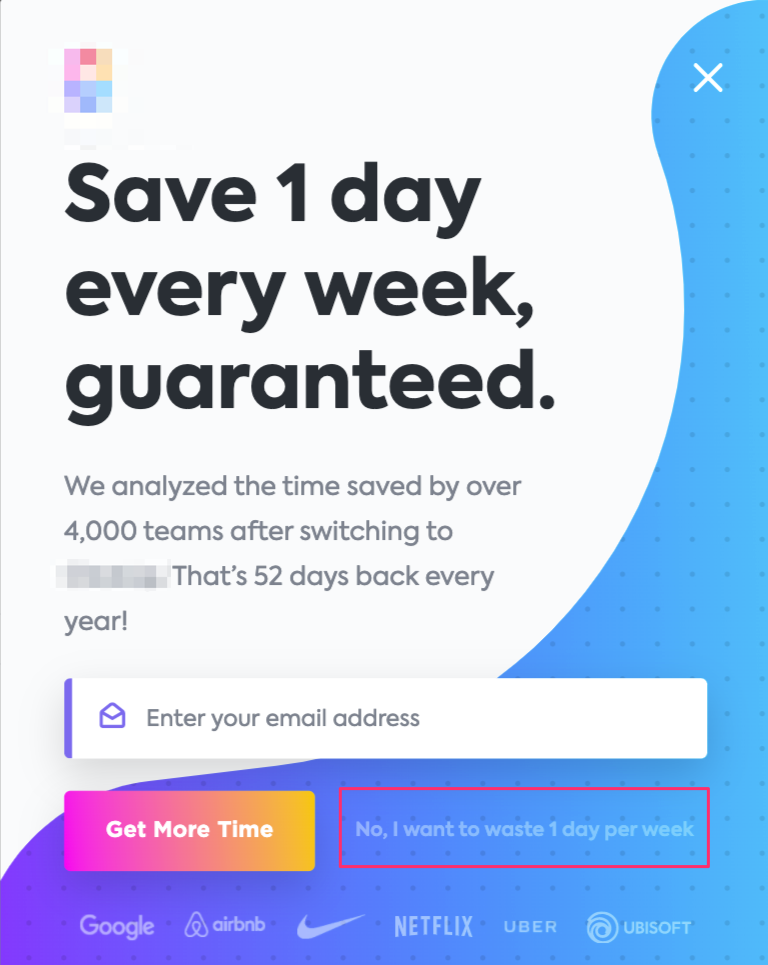 Save 1 day
every week,
guaranteed.
We analyzed the time saved by over
4,000 teams after switching to
That's 52 days back every
year!
Enter your email address
Get More Time
No, I want to waste 1 day per week
Google airbnb NETFLIX UBER UBISOFT